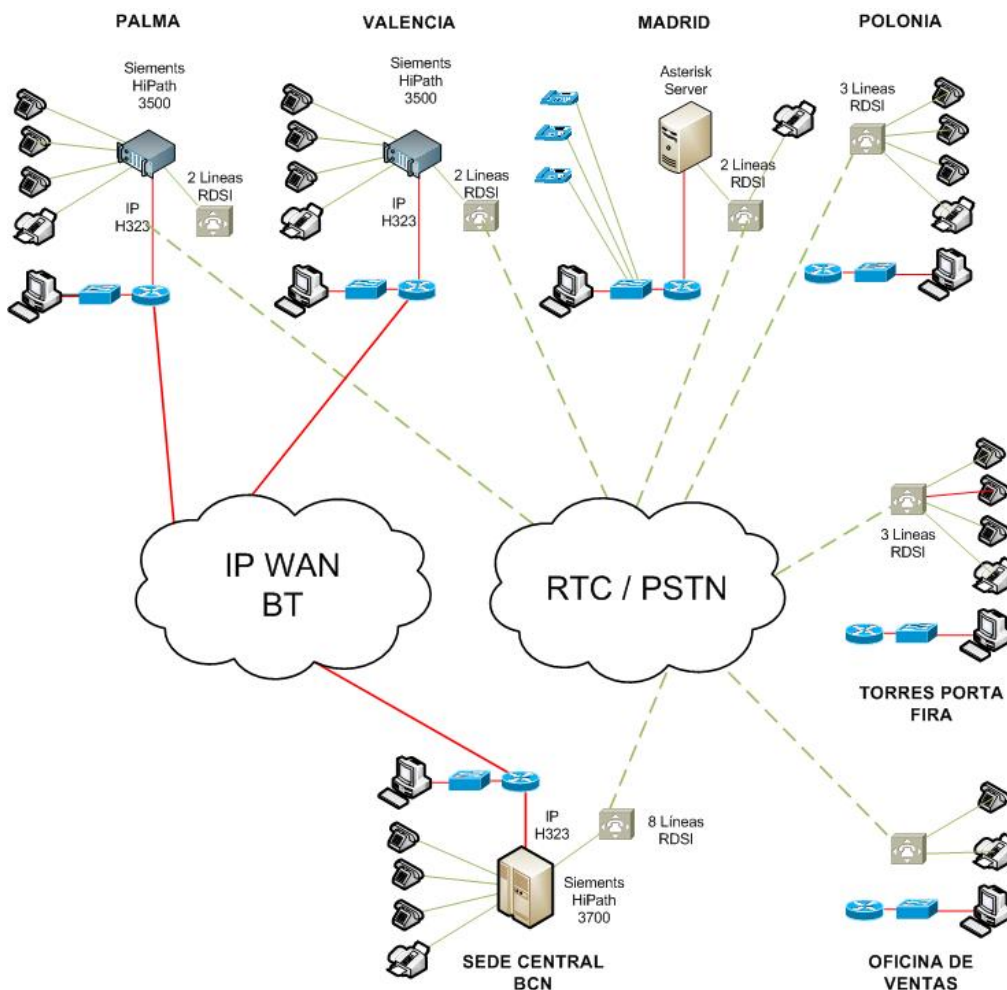 PALMA
VALENCIA
MADRID
POLONIA
Siements
HiPath
3500
Siements
HiPath
3500
Asterisk
Server
3 Lineas
RDSI
2 Lineas
RDSI
IP
H323
2 Lineas
RDSI
IP
H323
2 Lineas
RDSI
IP WAN
BT
RTC / PSTN
3 Lineas
RDSI
TORRES PORTA
FIRA
IP
H323
8 Líneas
RDSI
Siements
HiPath
3700
SEDE CENTRAL
BCN
OFICINA DE
VENTAS